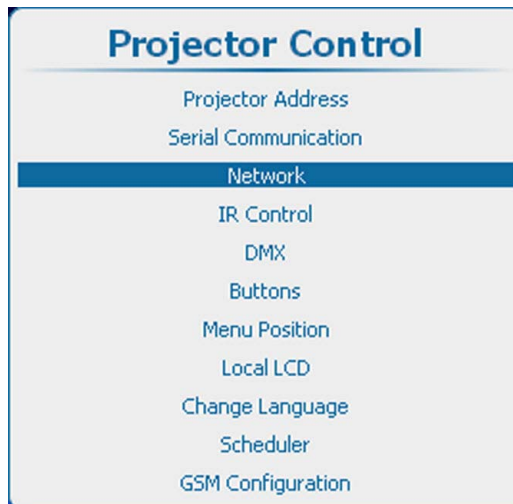 Projector Control
Projector Address
Serial Communication
Network
IR Control
DMX
Buttons
Menu Position
Local LCD
Change Language
Scheduler
GSM Configuration